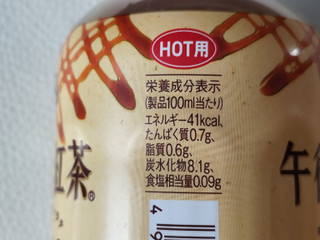 HOT用
栄養成分表示
(製品100ml当たり)
エネルギー41kcal、
たんぱく質0.7g、
脂質0.6g、
炭水化物8.1g、
食塩相当量0.09g
紅茶®
午
4 9